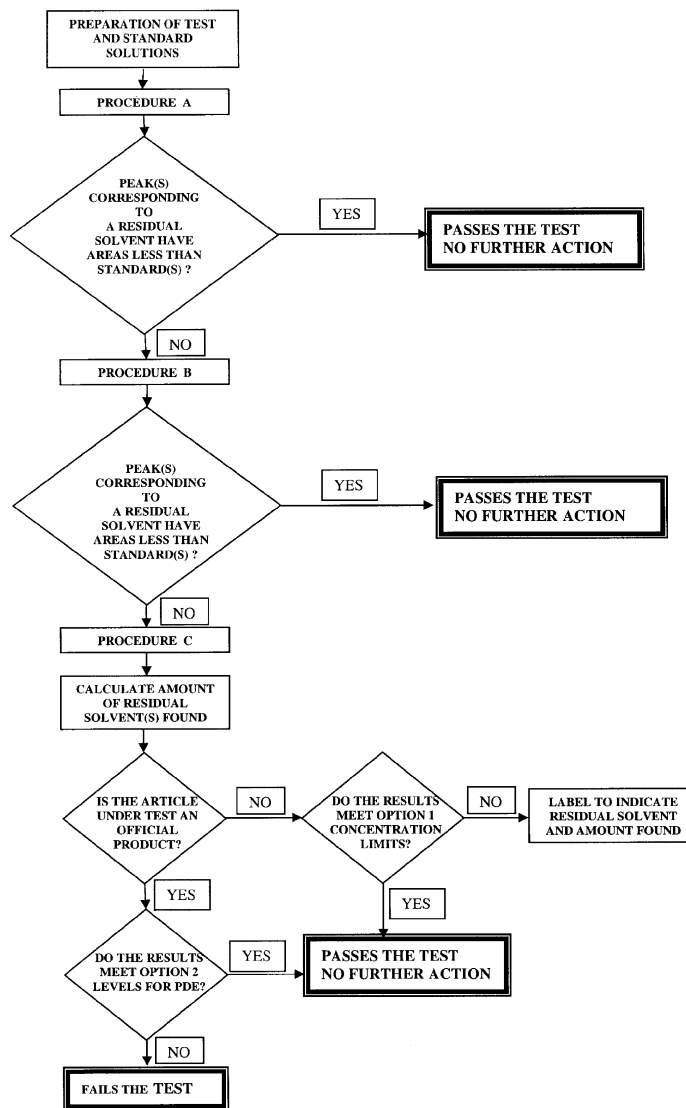 PREPARATION OF TEST
AND STANDARD
SOLUTIONS
PROCEDURE A
PEAK(S)
CORRESPONDING
TO
A RESIDUAL
SOLVENT HAVE
AREAS LESS THAN
STANDARD(S) ?
YES
PASSES THE TEST
NO FURTHER ACTION
NO
PROCEDURE B
PEAK(S)
CORRESPONDING
TO
A RESIDUAL
SOLVENT HAVE
AREAS LESS THAN
STANDARD(S) ?
YES
PASSES THE TEST
NO FURTHER ACTION
NO
PROCEDURE C
CALCULATE AMOUNT
OF RESIDUAL
SOLVENT(S) FOUND
IS THE ARTICLE
UNDER TEST AN
OFFICIAL
PRODUCT?
NO
DO THE RESULTS
MEET OPTION 1
CONCENTRATION
LIMITS?
NO
LABEL TO INDICATE
RESIDUAL SOLVENT
AND AMOUNT FOUND
YES
YES
DO THE RESULTS
MEET OPTION 2
LEVELS FOR PDE?
YES
PASSES THE TEST
NO FURTHER ACTION
NO
FAILS THE TEST